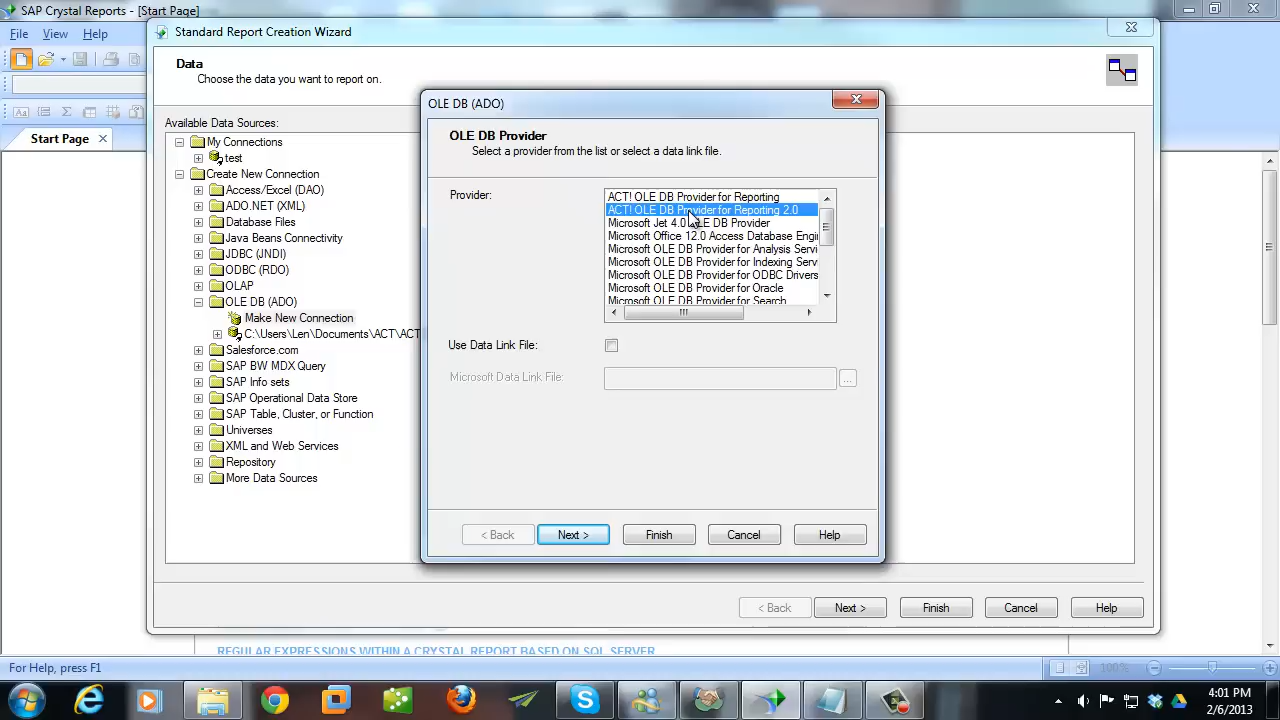 SAP Crystal Reports - [Start Page]
File View Help
Standard Report Creation Wizard
Data
Choose the data you want to report on.
Start Page
Available Data Sources:
My Connections
test
Create New Connection
Access/Excel (DAO)
ADO.NET (XML)
Database Files
Java Beans Connectivity
JDBC (JNDI)
ODBC (RDO)
OLAP
OLE DB (ADO)
Make New Connection
C:\Users\Len\Documents\ACT\ACT
Salesforce.com
SAP BW MDX Query
SAP Info sets
SAP Operational Data Store
SAP Table, Cluster, or Function
Universes
XML and Web Services
Repository
More Data Sources
OLE DB (ADO)
OLE DB Provider
Select a provider from the list or select a data link file.
Provider:
ACT! OLE DB Provider for Reporting
ACT! OLE DB Provider for Reporting 2.0
Microsoft Jet 4.0 OLE DB Provider
Microsoft Office 12.0 Access Database Engi
Microsoft OLE DB Provider for Analysis Servi
Microsoft OLE DB Provider for Indexing Serv
Microsoft OLE DB Provider for ODBC Drivers
Microsoft OLE DB Provider for Oracle
Microsoft OLE DB Provider for Search
Use Data Link File:
Microsoft Data Link File:
...
< Back Next > Finish Cancel Help
< Back Next > Finish Cancel Help
REGULAR EXPRESSIONS WITHIN A CRYSTAL REPORT BASED ON SQL SERVER
For Help, press F1
100%
4:01 PM
2/6/2013